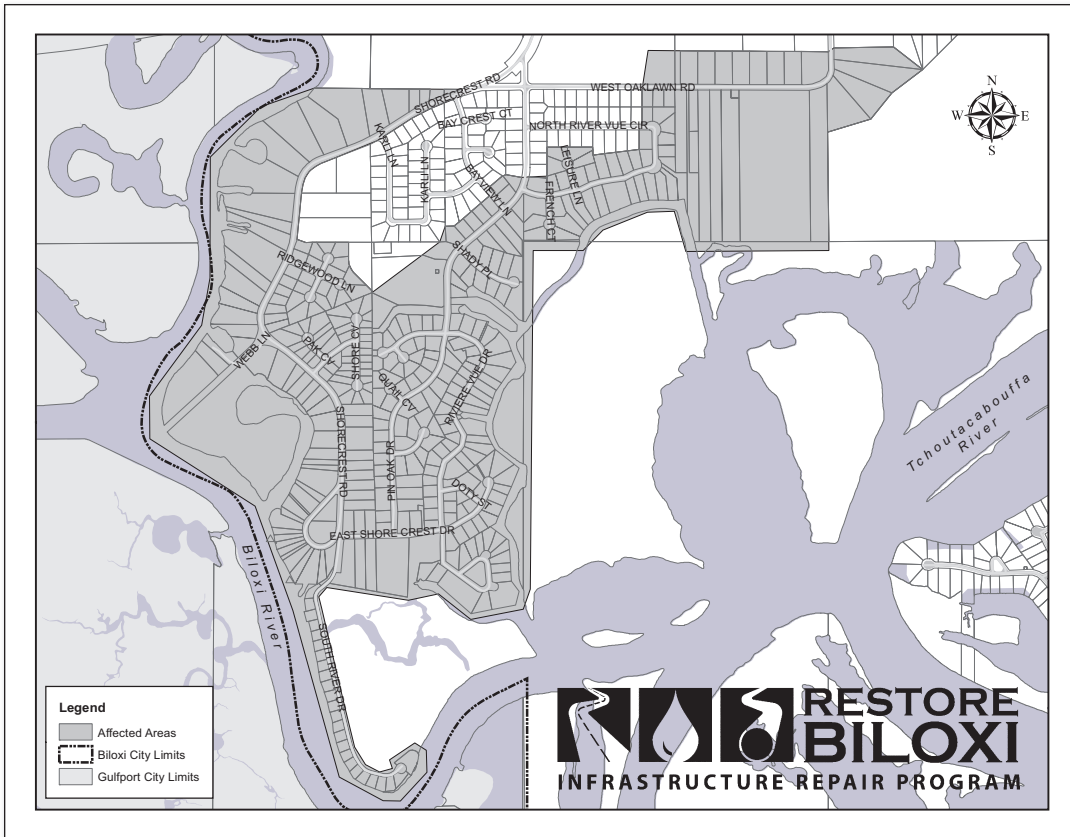 SHORECREST RD
WEST OAKLAWN RD
BAY CREST CT
NORTH RIVER VUE CIR
KARLI LN
KARLI LN
LEISURE LN
BAYVIEW LN
FRENCH CT
N
W
E
S
SHADY PL
RIDGEWOOD LN
WEBB LN
PAK CV
SHORE CV
QUAIL CV
RIVIERE VUE DR
SHORECREST RD
PIN OAK DR
DOTY ST
EAST SHORE CREST DR
Tchoutacabouffa
River
Biloxi River
SOUTH RIVER DR
Legend
Affected Areas
Biloxi City Limits
Gulfport City Limits
RESTORE
BILOXI
INFRASTRUCTURE REPAIR PROGRAM